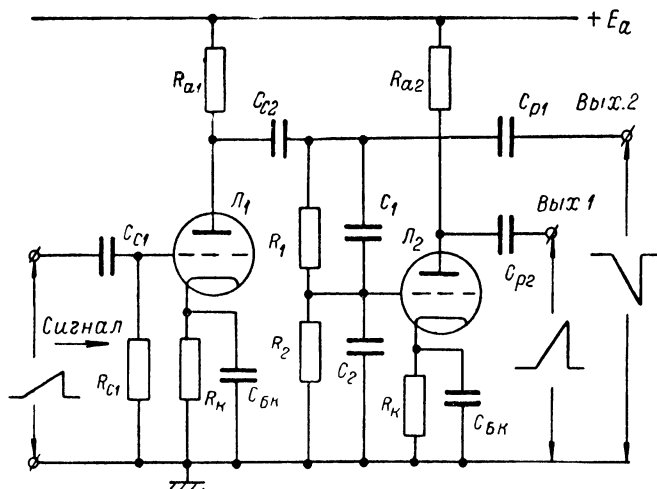 + Eа
Rа1
Cс2
Rа2
Cр1
Вых.2
Л1
C1
Л2
Вых 1
Cс1
R1
Cр2
Сигнал
R2
C2
Rс1
Rк
Cбк
Rк
Cбк